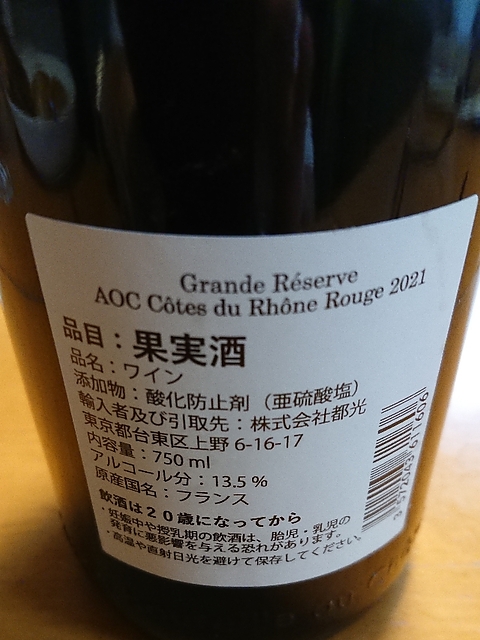 Grande Réserve
AOC Côtes du Rhône Rouge 2021
品目：果実酒
品名：ワイン
添加物：酸化防止剤（亜硫酸塩）
輸入者及び引取先：株式会社都光
東京都台東区上野 6-16-17
内容量：750 ml
アルコール分：13.5％
原産国名：フランス
飲酒は２０歳になってから
・妊娠中や授乳期の飲酒は、胎児・乳児の
発育に悪影響を与える恐れがあります。
・高温や直射日光を避けて保存してください。